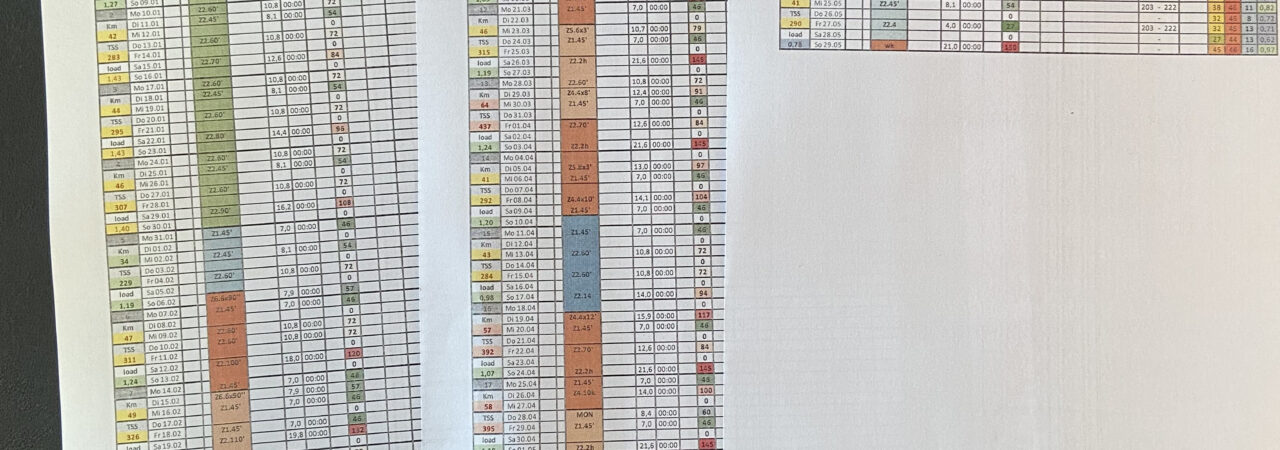 1,27 So 09.01 Z2.60' 10,8 00:00 72
Mo 10.01 Z2.45' 8,1 00:00 54
Km Di 11.01 0
42 Mi 12.01 Z2.60' 10,8 00:00 72
TSS Do 13.01 0
283 Fr 14.01 Z2.70' 12,6 00:00 84
load Sa 15.01 0
1,43 So 16.01 Z2.60' 10,8 00:00 72
Mo 17.01 Z2.45' 8,1 00:00 54
Km Di 18.01 0
44 Mi 19.01 Z2.60' 10,8 00:00 72
TSS Do 20.01 0
295 Fr 21.01 Z2.80' 14,4 00:00 96
load Sa 22.01 0
1,43 So 23.01 Z2.60' 10,8 00:00 72
Mo 24.01 Z2.45' 8,1 00:00 54
Km Di 25.01 0
46 Mi 26.01 Z2.60' 10,8 00:00 72
TSS Do 27.01 0
307 Fr 28.01 Z2.90' 16,2 00:00 108
load Sa 29.01 0
1,40 So 30.01 Z1.45' 7,0 00:00 46
Mo 31.01 0
Km Di 01.02 Z2.45' 8,1 00:00 54
34 Mi 02.02 0
TSS Do 03.02 Z2.60' 10,8 00:00 72
229 Fr 04.02 0
load Sa 05.02 7,9 00:00 57
1,19 So 06.02 Z1.45' 7,0 00:00 46
Mo 07.02 0
Km Di 08.02 Z2.60' 10,8 00:00 72
47 Mi 09.02 Z2.60' 10,8 00:00 72
TSS Do 10.02 0
311 Fr 11.02 Z2.100' 18,0 00:00 120
load Sa 12.02 0
1,24 So 13.02 Z1.45' 7,0 00:00 46
Mo 14.02 Z6.6x90" 7,9 00:00 57
Km Di 15.02 Z1.45' 7,0 00:00 46
49 Mi 16.02 0
TSS Do 17.02 Z1.45' 46
326 Fr 18.02 Z2.110' 19,8 00:00 132
load Sa 19.02
Mo 21.03 Z1.45' 7,0 00:00 46
Km Di 22.03 0
46 Mi 23.03 Z5.6x3' 10,7 00:00 79
TSS Do 24.03 Z1.45' 7,0 00:00 46
315 Fr 25.03 0
load Sa 26.03 Z2.2h 21,6 00:00 145
1,19 So 27.03 0
13 Mo 28.03 Z2.60' 10,8 00:00 72
Km Di 29.03 Z4.4x8' 12,4 00:00 91
64 Mi 30.03 Z1.45' 7,0 00:00 46
TSS Do 31.03 0
437 Fr 01.04 Z2.70' 12,6 00:00 84
load Sa 02.04 0
1,24 So 03.04 Z2.2h 21,6 00:00 145
14 Mo 04.04 0
Km Di 05.04 Z5.8x3' 13,0 00:00 97
41 Mi 06.04 Z1.45' 7,0 00:00 46
TSS Do 07.04 0
292 Fr 08.04 Z4.4x10' 14,1 00:00 104
load Sa 09.04 Z1.45' 7,0 00:00 46
1,20 So 10.04 0
15 Mo 11.04 Z1.45' 7,0 00:00 46
Km Di 12.04 0
43 Mi 13.04 Z2.60' 10,8 00:00 72
TSS Do 14.04 0
284 Fr 15.04 Z2.60' 10,8 00:00 72
load Sa 16.04 0
0,98 So 17.04 Z2.14 14,0 00:00 94
16 Mo 18.04 0
Km Di 19.04 Z4.4x12' 15,9 00:00 117
57 Mi 20.04 Z1.45' 7,0 00:00 46
TSS Do 21.04 0
392 Fr 22.04 Z2.70' 12,6 00:00 84
load Sa 23.04 0
1,07 So 24.04 Z2.2h 21,6 00:00 145
17 Mo 25.04 Z1.45' 7,0 00:00 46
Km Di 26.04 Z4.10k 14,0 00:00 100
58 Mi 27.04 0
TSS Do 28.04 MON 8,4 00:00 60
395 Fr 29.04 Z1.45' 7,0 00:00 46
load Sa 30.04 0
Z2.2h 21,6 00:00 145
41 Mi 25.05 Z2.45' 8,1 00:00 54 203 - 222 38 11 0,82
TSS Do 26.05 0 - 32 45 8 0,71
290 Fr 27.05 Z2.4 4,0 00:00 27 203 - 222 32 45 13 0,71
load Sa 28.05 0 - 27 44 13 0,62
0,78 So 29.05 wk 21,0 00:00 150 - 45 46 16 0,97